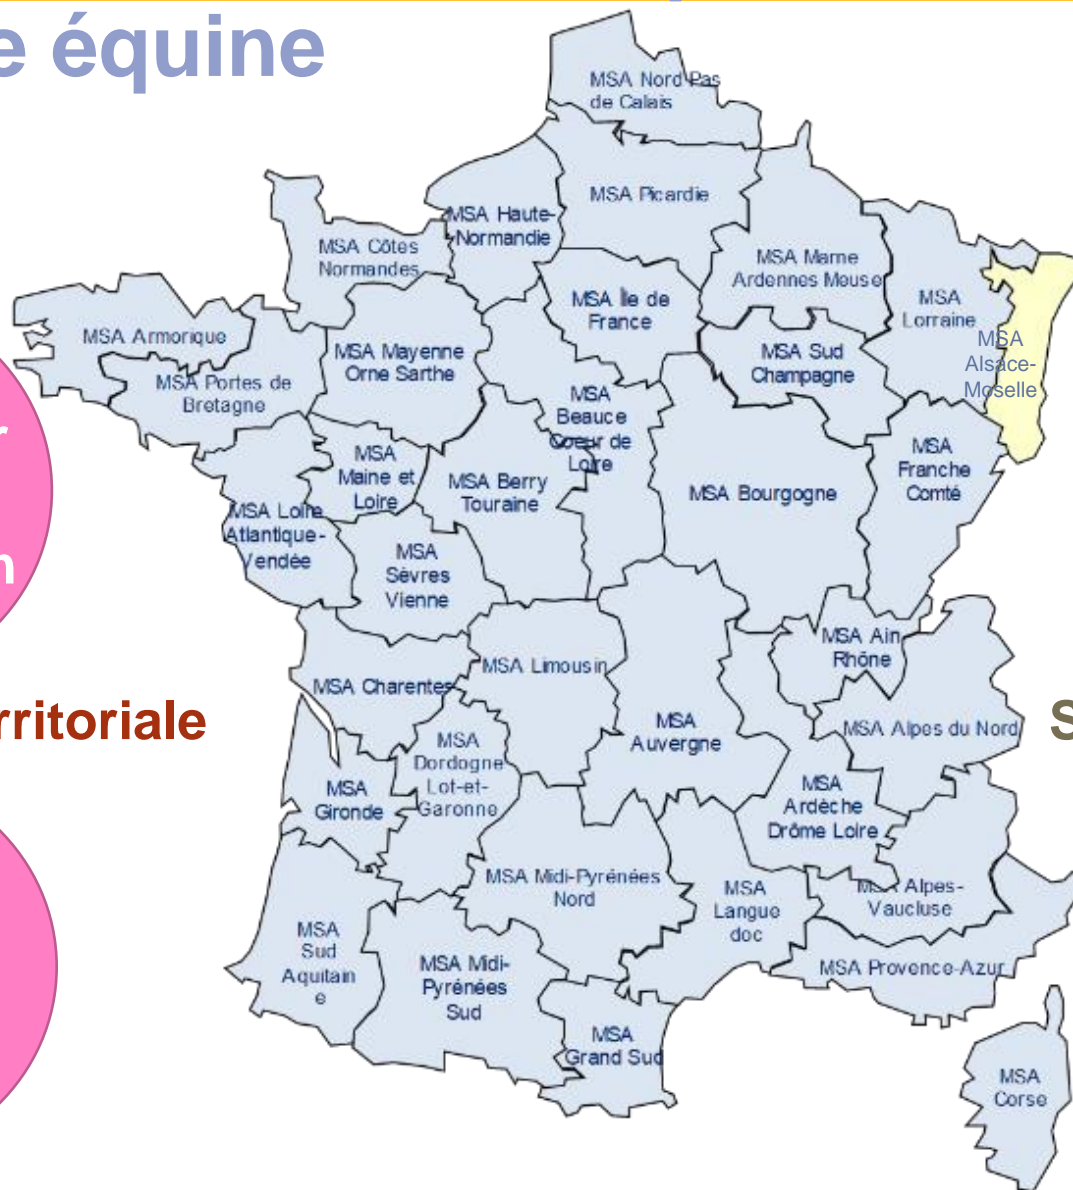 e équine
MSA Nord Pas
de Calais
MSA Picardie
MSA Haute-
Normandie
MSA Côtes
Normandes
MSA Marne
Ardennes Meuse
MSA Île de
France
MSA
Lorraine
MSA
Alsace-
Moselle
MSA Armorique
MSA Portes de
Bretagne
MSA Mayenne
Orne Sarthe
MSA Sud
Champagne
MSA
Beauce
Coeur de
Loire
MSA
Maine et
Loire
MSA Berry
Touraine
MSA Bourgogne
MSA
Franche
Comté
MSA Loire
Atlantique-
Vendée
MSA
Sèvres
Vienne
r
n
MSA Ain
Rhône
MSA Limousin
MSA Charentes
rritoriale
MSA
Auvergne
MSA Alpes du Nord
S
MSA
Dordogne
Lot-et-
Garonne
MSA
Gironde
MSA
Ardèche
Drôme Loire
MSA Midi-Pyrénées
Nord
MSA
Langue
doc
MSA Alpes-
Vaucluse
MSA
Sud
Aquitain
e
MSA Midi-
Pyrénées
Sud
MSA Provence-Azur
MSA
Grand Sud
MSA
Corse